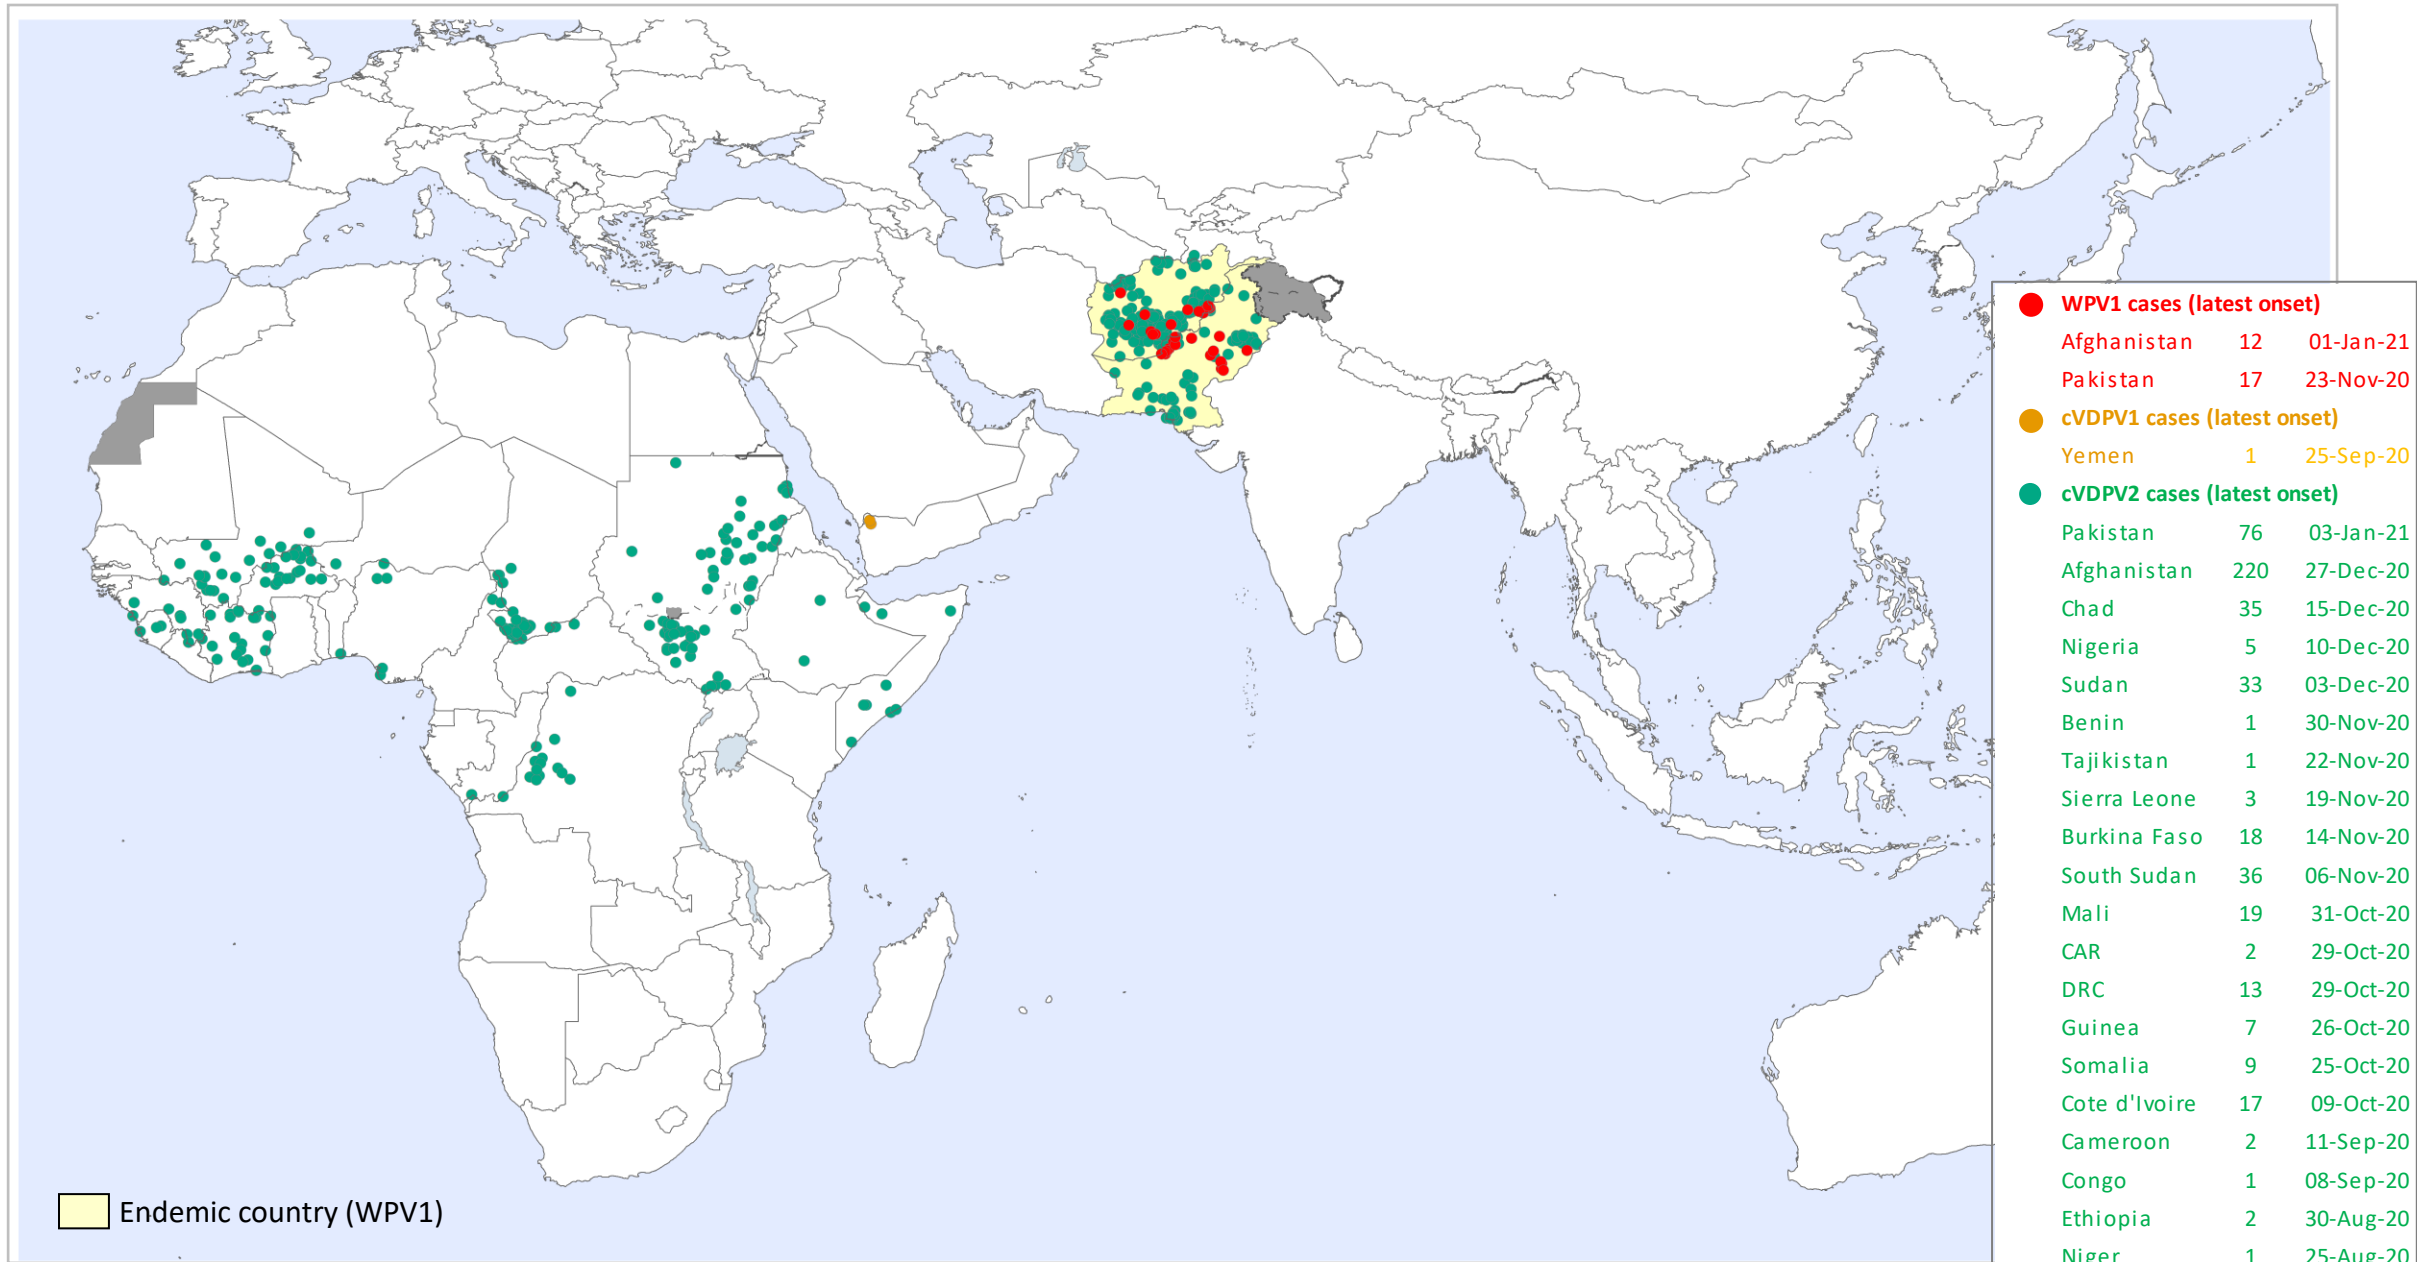 WPV1 cases (latest onset)
Afghanistan 12 01-Jan-21
Pakistan 17 23-Nov-20
cVDPV1 cases (latest onset)
Yemen 1 25-Sep-20
cVDPV2 cases (latest onset)
Pakistan 76 03-Jan-21
Afghanistan 220 27-Dec-20
Chad 35 15-Dec-20
Nigeria 5 10-Dec-20
Sudan 33 03-Dec-20
Benin 1 30-Nov-20
Tajikistan 1 22-Nov-20
Sierra Leone 3 19-Nov-20
Burkina Faso 18 14-Nov-20
South Sudan 36 06-Nov-20
Mali 19 31-Oct-20
CAR 2 29-Oct-20
DRC 13 29-Oct-20
Guinea 7 26-Oct-20
Somalia 9 25-Oct-20
Cote d'Ivoire 17 09-Oct-20
Cameroon 2 11-Sep-20
Congo 1 08-Sep-20
Ethiopia 2 30-Aug-20
Niger 1 25-Aug-20
Endemic country (WPV1)